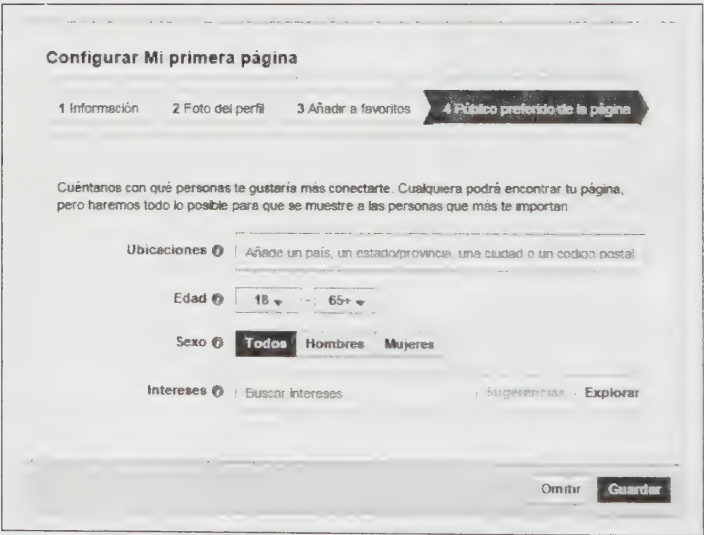 Configurar Mi primera página
1 Información 2 Foto del perfil 3 Añadir a favoritos 4 Público preferido de la página
Cuéntanos con qué personas te gustaría más conectarte. Cualquiera podrá encontrar tu página,
pero haremos todo lo posible para que se muestre a las personas que más te importan
Ubicaciones Añade un país, un estado/provincia, una ciudad o un codigo postal
Edad 18 - 65+
Sexo Todos Hombres Mujeres
Intereses Buscar intereses Sugerencias Explorar
Omitir Guardar